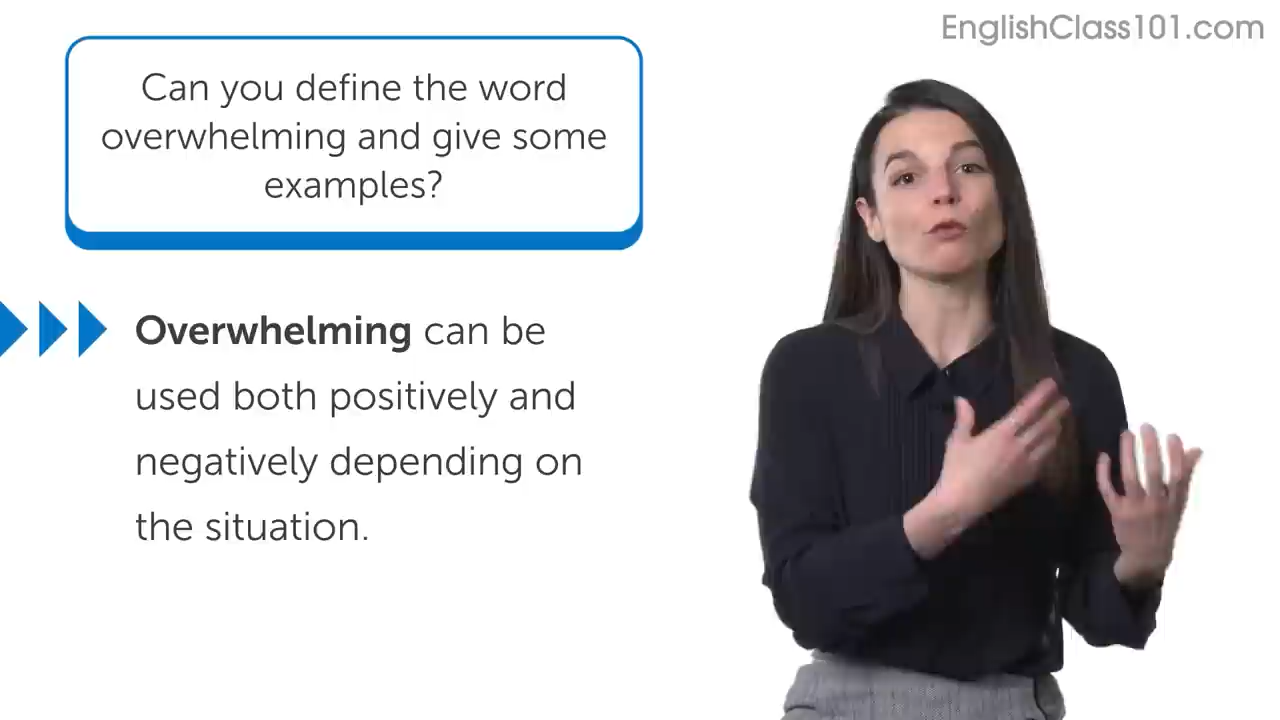 EnglishClass101.com
Can you define the word
overwhelming and give some
examples?
Overwhelming can be
used both positively and
negatively depending on
the situation.